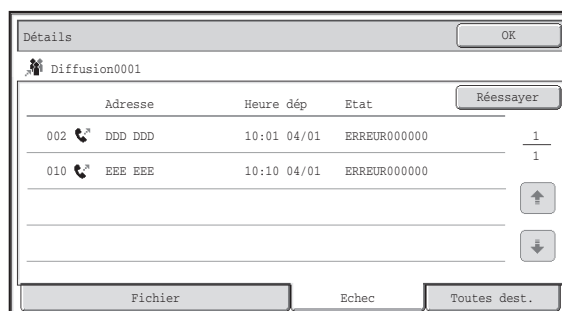 Détails OK
Diffusion0001
Adresse Heure dép Etat Réessayer
002 DDD DDD 10:01 04/01 ERREUR000000 1
1
010 EEE EEE 10:10 04/01 ERREUR000000
Fichier Echec Toutes dest.